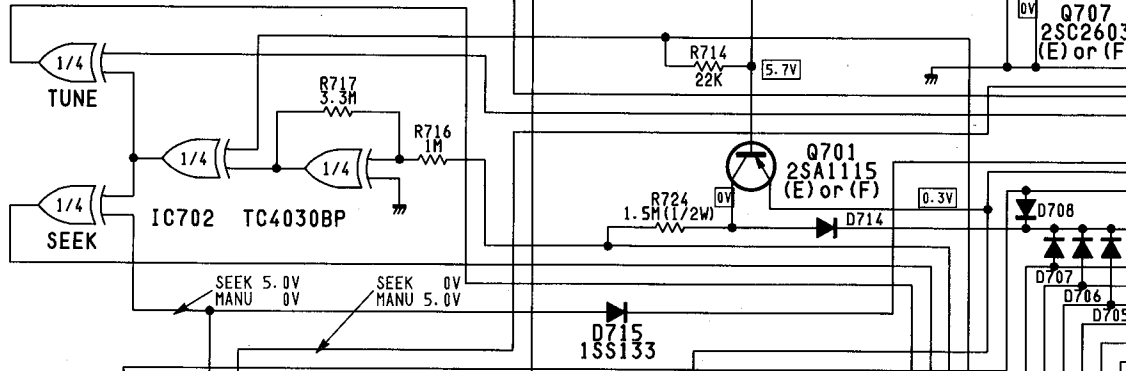 1/4
TUNE
R717
3.3M
R716
1M
1/4
1/4
1/4
SEEK
IC702 TC4030BP
R714
22K
5.7V
0V
Q707
2SC2603
(E) or (F
Q701
2SA1115
(E) or (F)
0V
R724
1.5M(1/2W)
D714
0.3V
D708
D707
D706
D705
SEEK 5.0V
MANU 0V
SEEK 0V
MANU 5.0V
D715
1SS133